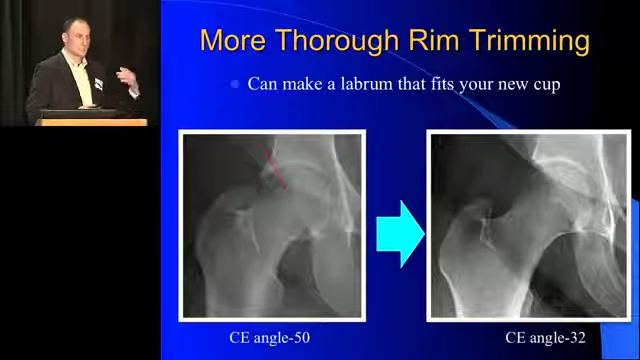 More Thorough Rim Trimming
Can make a labrum that fits your new cup
CE angle-50
CE angle-32